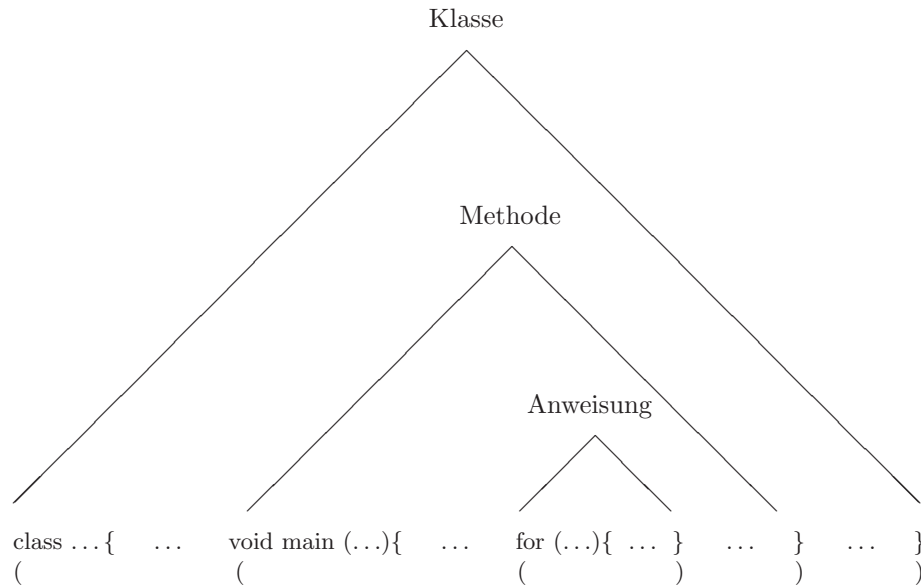 Klasse
Methode
Anweisung
class ...{ ... void main (...){ ... for (...){ ... } ... } ... }
( ( ( ) ) )